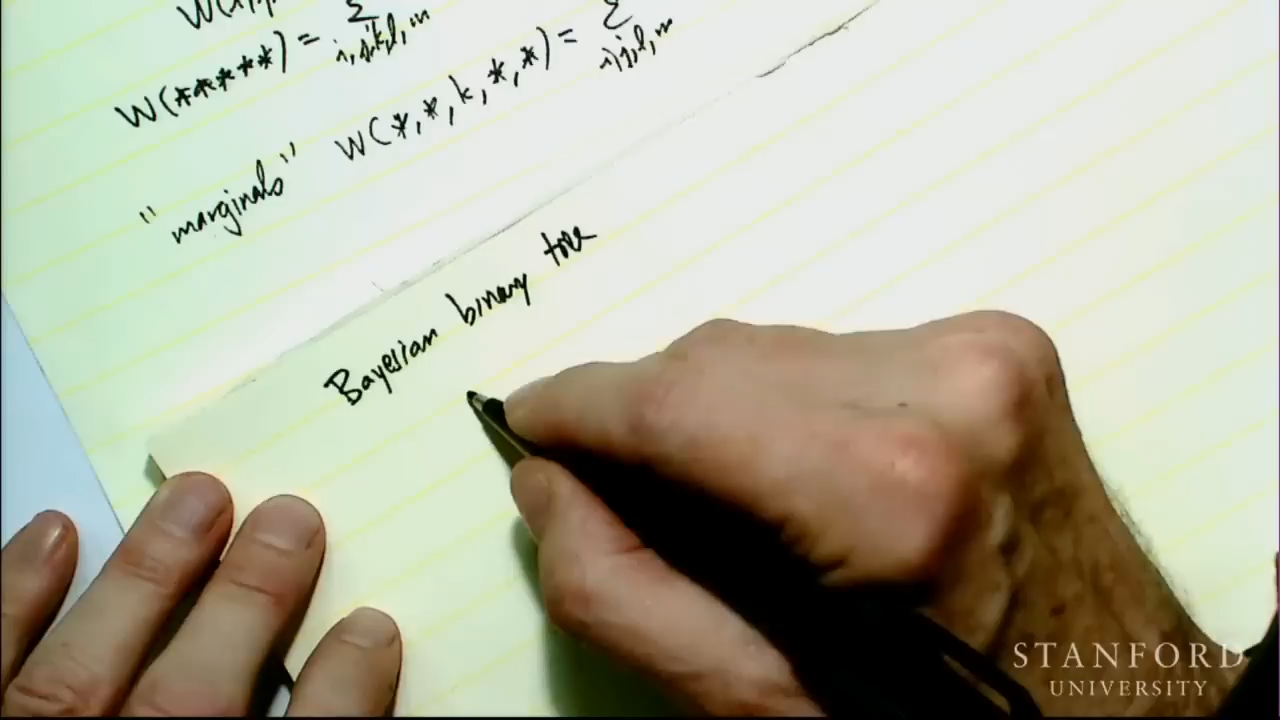 W(
W(*****) = Σ i,j,k,l,m
"marginals" W(*,*,k,*,*) = Σ i,j,l,m
Bayesian binary tree
STANFORD
UNIVERSITY